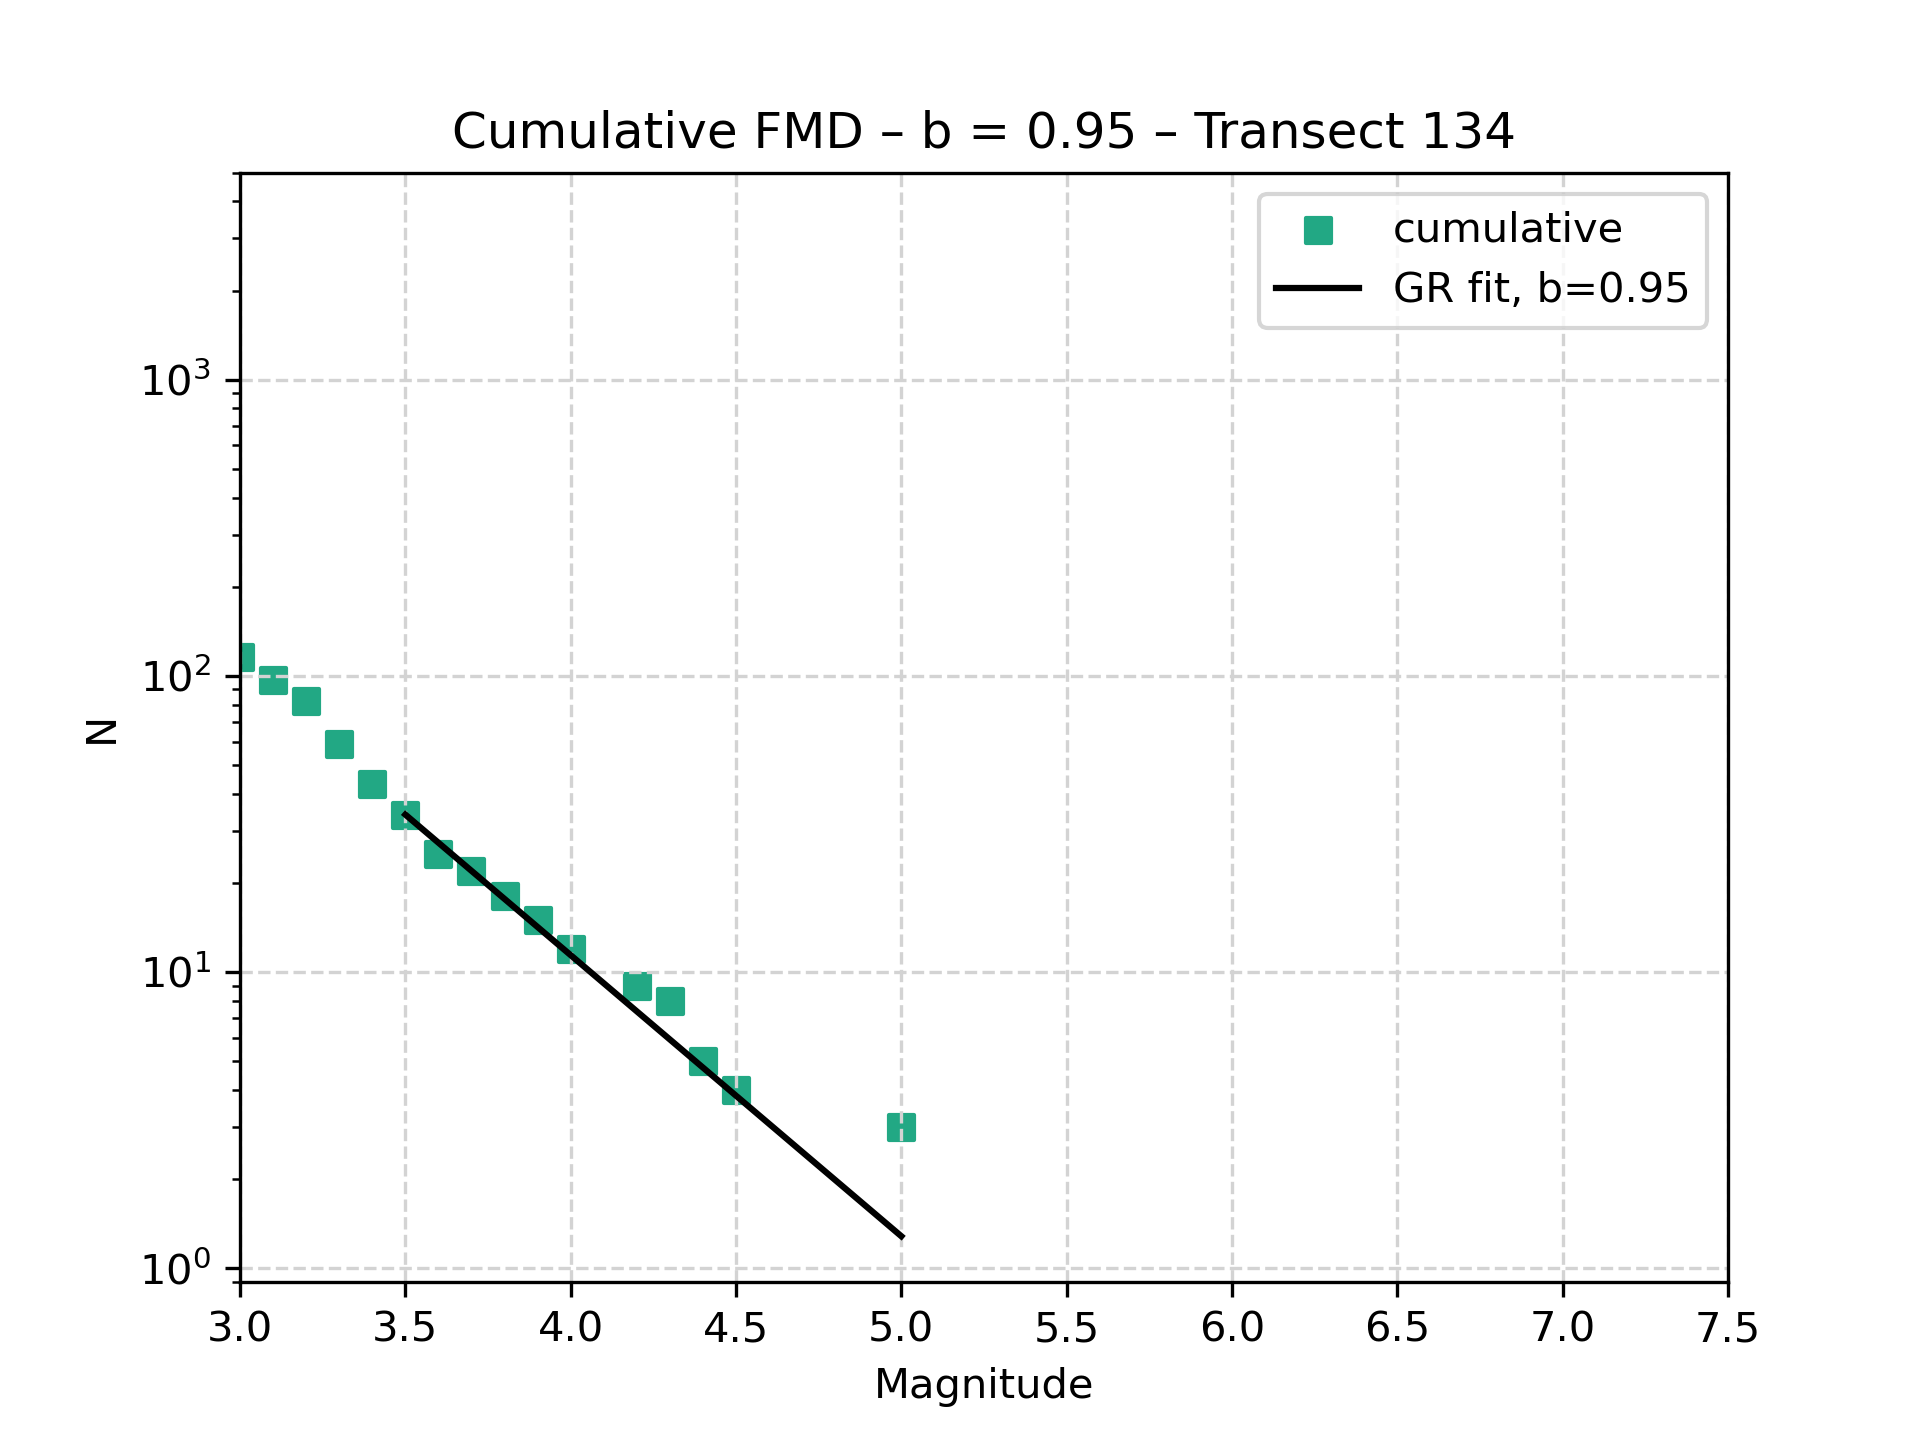 Cumulative FMD – b = 0.95 – Transect 134
cumulative
GR fit, b=0.95
10³
10²
10¹
10⁰
N
3.0 3.5 4.0 4.5 5.0 5.5 6.0 6.5 7.0 7.5
Magnitude